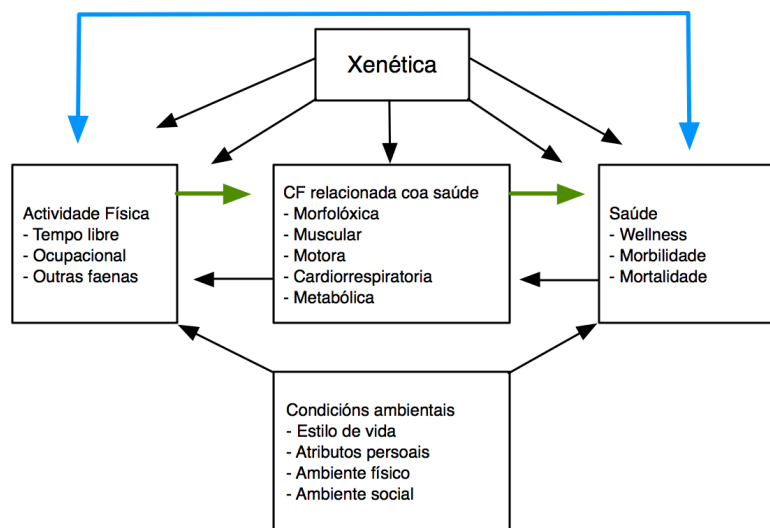 Xenética
Actividade Física
- Tempo libre
- Ocupacional
- Outras faenas
CF relacionada coa saúde
- Morfolóxica
- Muscular
- Motora
- Cardiorrespiratoria
- Metabólica
Saúde
- Wellness
- Morbilidade
- Mortalidade
Condicións ambientais
- Estilo de vida
- Atributos persoais
- Ambiente físico
- Ambiente social